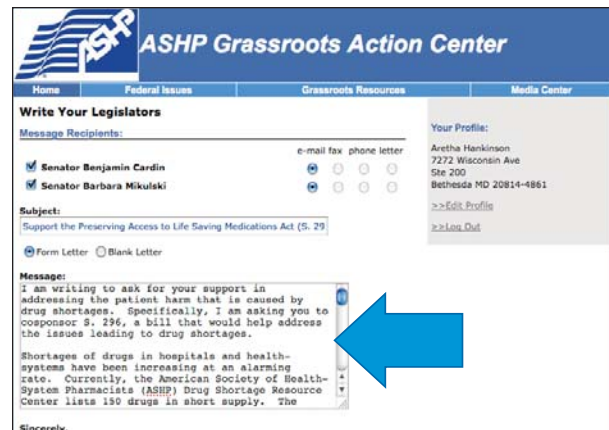 ASHP
ASHP Grassroots Action Center
Home Federal Issues Grassroots Resources Media Center
Write Your Legislators
Message Recipients:
e-mail fax phone letter
Senator Benjamin Cardin
Senator Barbara Mikulski
Subject:
Support the Preserving Access to Life Saving Medications Act (S. 29
Form Letter Blank Letter
Message:
I am writing to ask for your support in
addressing the patient harm that is caused by
drug shortages. Specifically, I am asking you to
cosponsor S. 296, a bill that would help address
the issues leading to drug shortages.
Shortages of drugs in hospitals and health-
systems have been increasing at an alarming
rate. Currently, the American Society of Health-
System Pharmacists (ASHP) Drug Shortage Resource
Center lists 150 drugs in short supply. The
Sincerely,
Your Profile:
Aretha Hankinson
7272 Wisconsin Ave
Ste 200
Bethesda MD 20814-4861
>>Edit Profile
>>Log Out